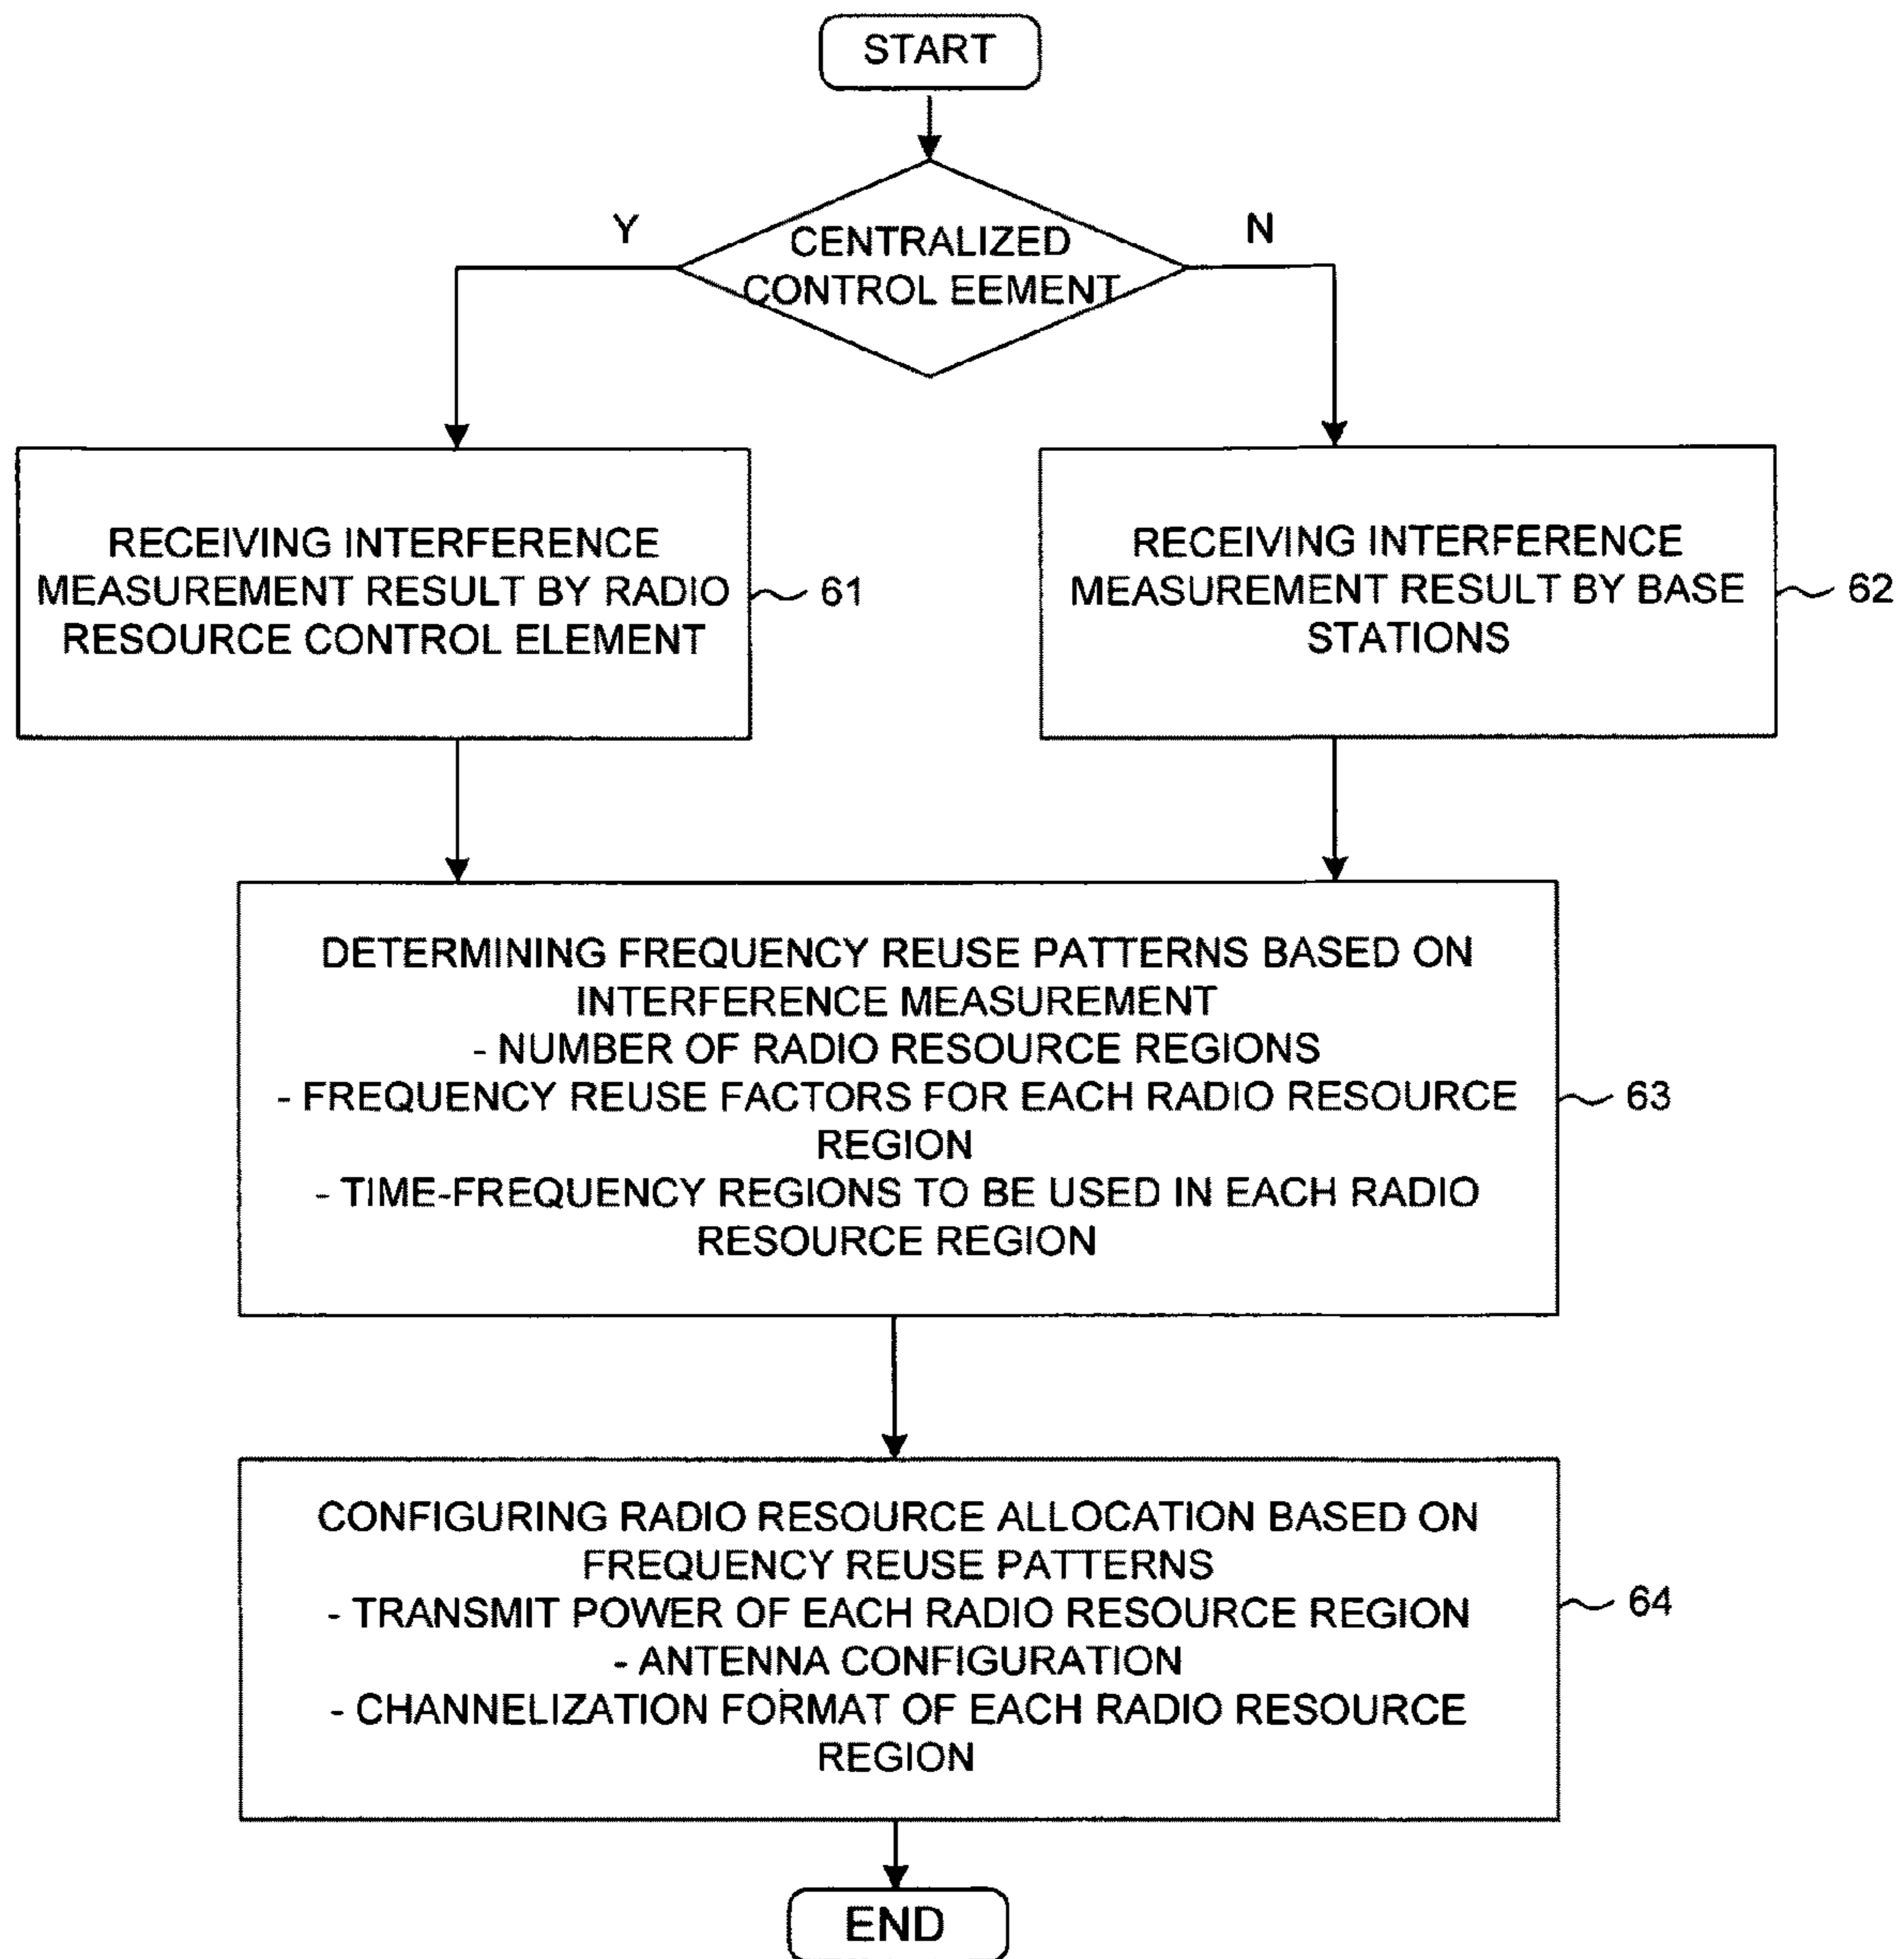 START
Y
N
CENTRALIZED
CONTROL EEMENT
RECEIVING INTERFERENCE
MEASUREMENT RESULT BY RADIO
RESOURCE CONTROL ELEMENT
61
RECEIVING INTERFERENCE
MEASUREMENT RESULT BY BASE
STATIONS
62
DETERMINING FREQUENCY REUSE PATTERNS BASED ON
INTERFERENCE MEASUREMENT
- NUMBER OF RADIO RESOURCE REGIONS
- FREQUENCY REUSE FACTORS FOR EACH RADIO RESOURCE
REGION
- TIME-FREQUENCY REGIONS TO BE USED IN EACH RADIO
RESOURCE REGION
63
CONFIGURING RADIO RESOURCE ALLOCATION BASED ON
FREQUENCY REUSE PATTERNS
- TRANSMIT POWER OF EACH RADIO RESOURCE REGION
- ANTENNA CONFIGURATION
- CHANNELIZATION FORMAT OF EACH RADIO RESOURCE
REGION
64
END